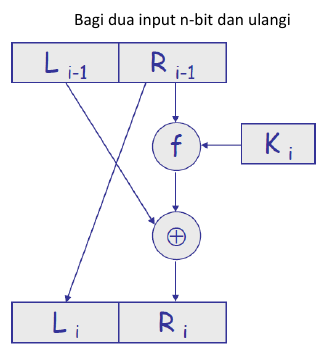 Bagi dua input n-bit dan ulangi
L i-1 R i-1
f K i
⊕
L i R i